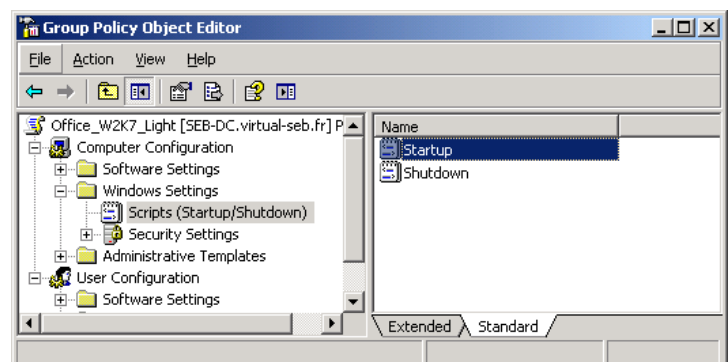 Group Policy Object Editor
File Action View Help
Office_W2K7_Light [SEB-DC.virtual-seb.fr] P
Computer Configuration
Software Settings
Windows Settings
Scripts (Startup/Shutdown)
Security Settings
Administrative Templates
User Configuration
Software Settings
Name
Startup
Shutdown
Extended Standard